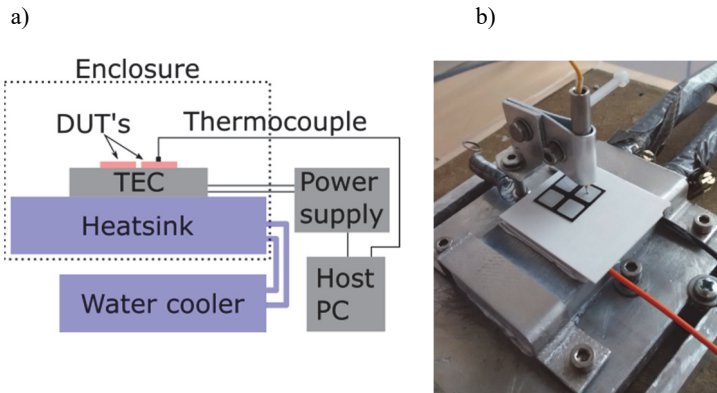 a)
b)
Enclosure
DUT's
Thermocouple
TEC
Power
supply
Heatsink
Host
PC
Water cooler